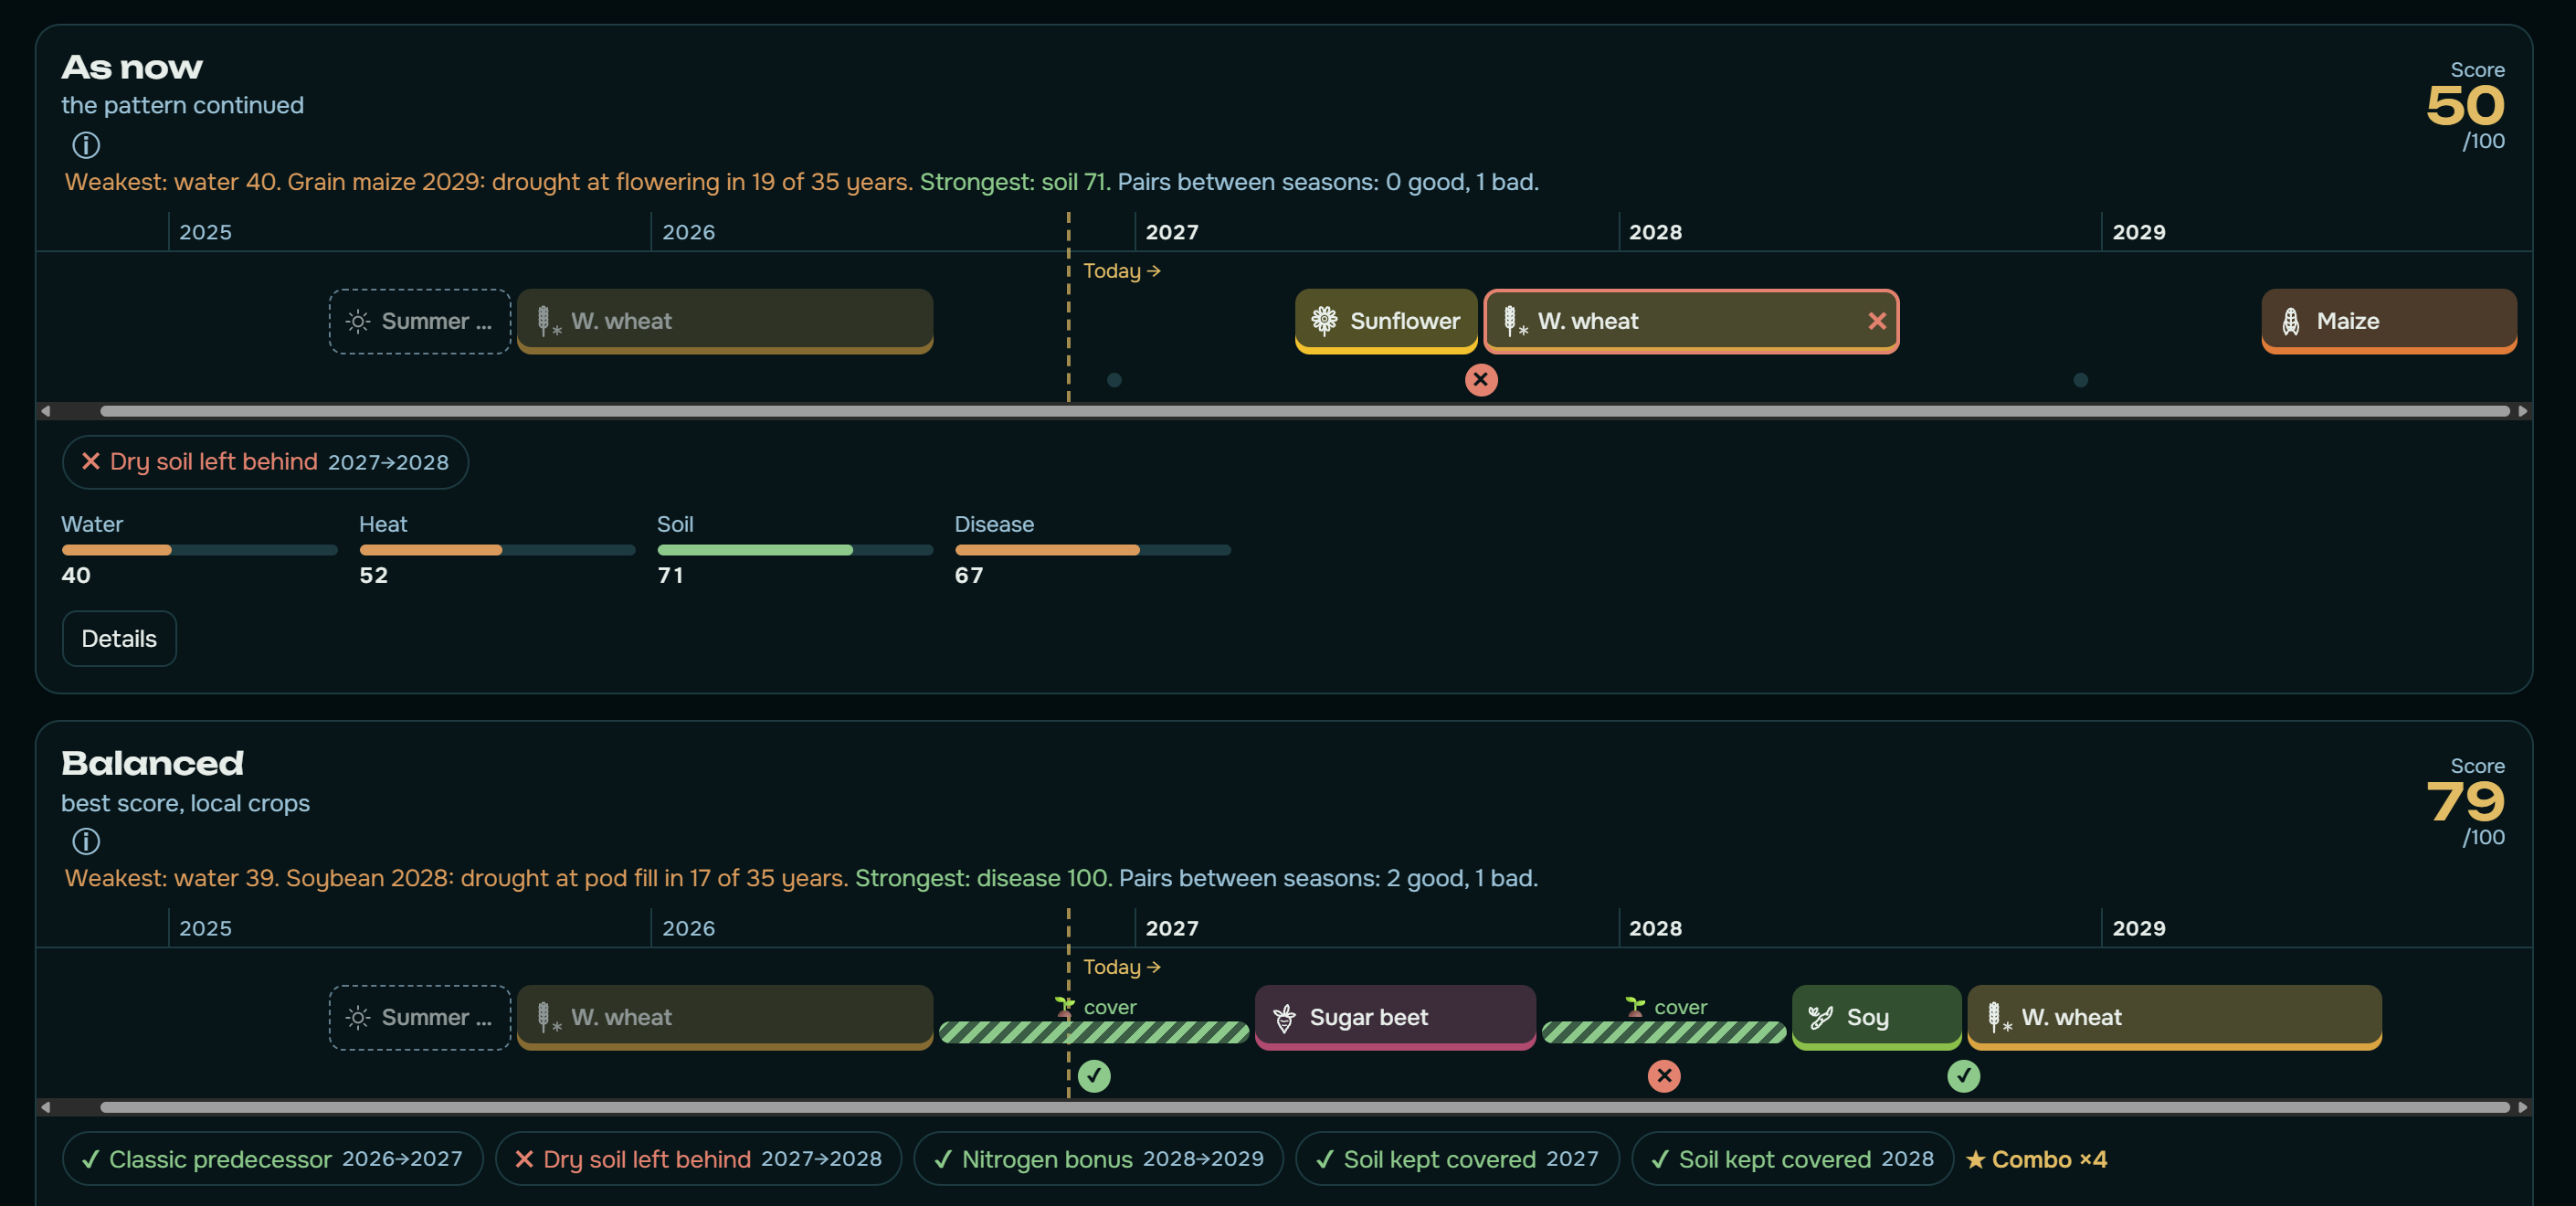 As now
the pattern continued
Score
50
/100
Weakest: water 40. Grain maize 2029: drought at flowering in 19 of 35 years. Strongest: soil 71. Pairs between seasons: 0 good, 1 bad.
2025 2026 2027 2028 2029
Today →
Summer ... W. wheat Sunflower W. wheat Maize
Dry soil left behind 2027→2028
Water Heat Soil Disease
40 52 71 67
Details
Balanced
best score, local crops
Score
79
/100
Weakest: water 39. Soybean 2028: drought at pod fill in 17 of 35 years. Strongest: disease 100. Pairs between seasons: 2 good, 1 bad.
2025 2026 2027 2028 2029
Today →
cover cover
Summer ... W. wheat Sugar beet Soy W. wheat
✓ Classic predecessor 2026→2027 ✕ Dry soil left behind 2027→2028 ✓ Nitrogen bonus 2028→2029 ✓ Soil kept covered 2027 ✓ Soil kept covered 2028 ★ Combo ×4